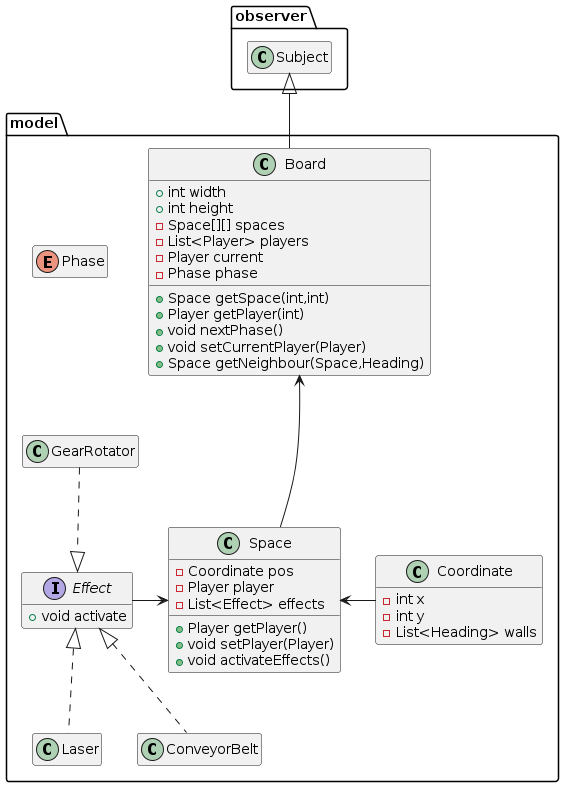 observer
C Subject
model
C Board
int width
int height
Space[][] spaces
List<Player> players
Player current
Phase phase
Space getSpace(int,int)
Player getPlayer(int)
void nextPhase()
void setCurrentPlayer(Player)
Space getNeighbour(Space,Heading)
E Phase
C GearRotator
C Space
Coordinate pos
Player player
List<Effect> effects
Player getPlayer()
void setPlayer(Player)
void activateEffects()
C Coordinate
int x
int y
List<Heading> walls
I Effect
void activate
C Laser
C ConveyorBelt